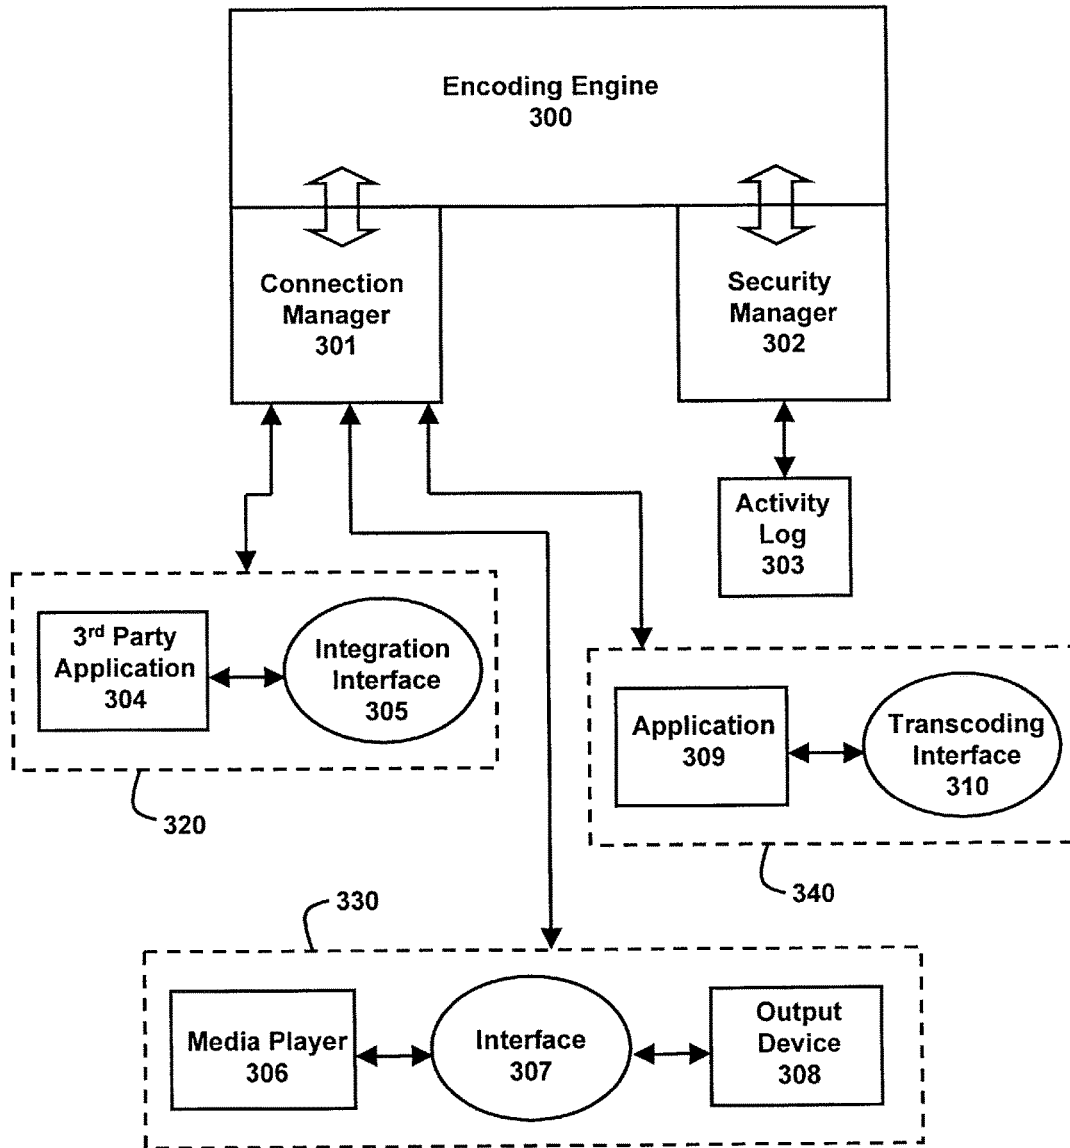 Encoding Engine
300
Connection
Manager
301
Security
Manager
302
Activity
Log
303
3rd Party
Application
304
Integration
Interface
305
320
Application
309
Transcoding
Interface
310
340
330
Media Player
306
Interface
307
Output
Device
308